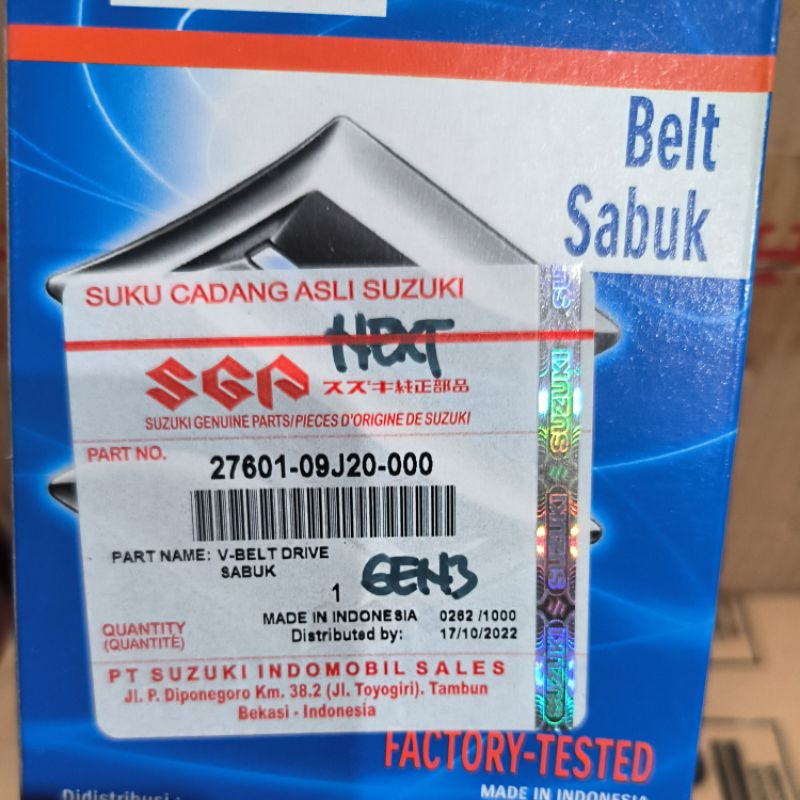 Belt
Sabuk
SUKU CADANG ASLI SUZUKI
NEXT
SGP スズキ純正部品
SUZUKI GENUINE PARTS/PIECES D'ORIGINE DE SUZUKI
PART NO.
27601-09J20-000
PART NAME: V-BELT DRIVE
SABUK
1 GEN3
QUANTITY
(QUANTITÉ)
MADE IN INDONESIA 0262 /1000
Distributed by: 17/10/2022
PT SUZUKI INDOMOBIL SALES
Jl. P. Diponegoro Km. 38.2 (Jl. Toyogiri). Tambun
Bekasi - Indonesia
SUZUKI
SUZUKI
SUZUKI
FACTORY-TESTED
MADE IN INDONESIA
Didistribusi :